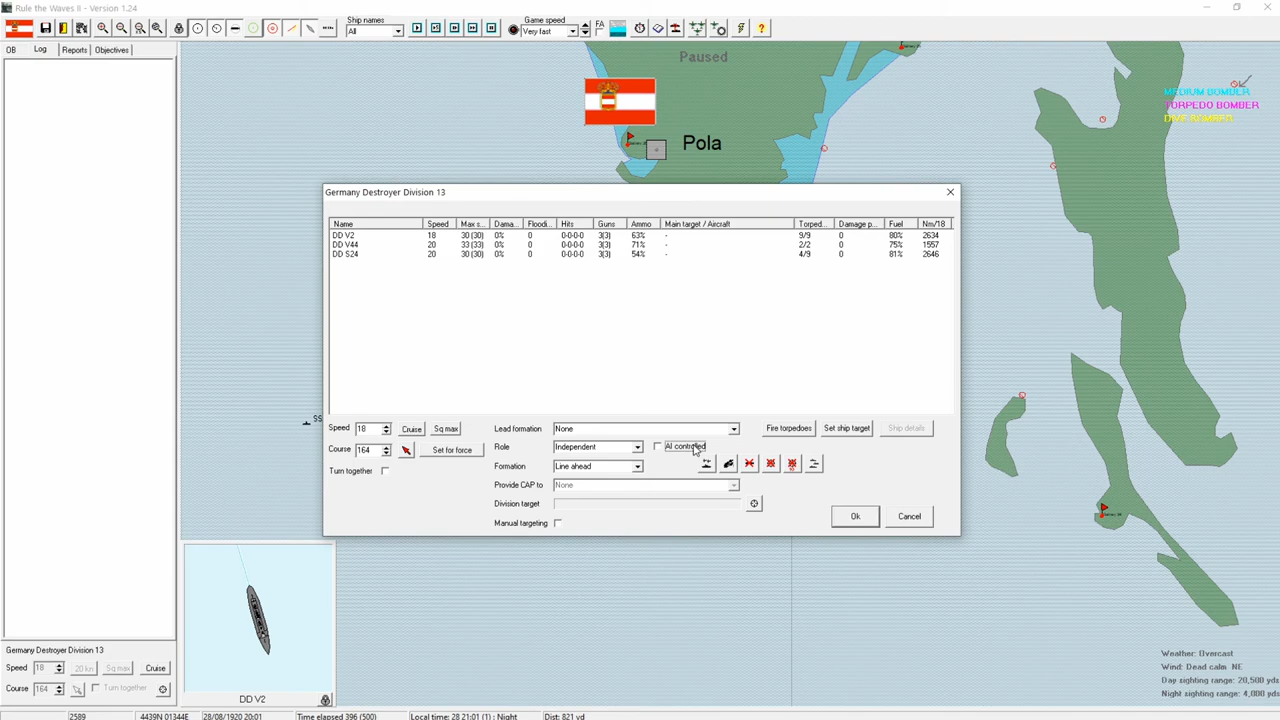 Rule the Waves II - Version 1.24
Ship names
All
Game speed
Very fast
FA
OB Log Reports Objectives
Paused
MEDIUM BOMBER
TORPEDO BOMBER
DIVE BOMBER
Pola
Germany Destroyer Division 13
Name Speed Max s... Dama... Floodi... Hits Guns Ammo Main target / Aircraft Torped... Damage p... Fuel Nm/18
DD V2 18 30 (30) 0% 0 0-0-0-0 3(3) 63% - 9/9 0 80% 2634
DD V44 20 33 (33) 0% 0 0-0-0-0 3(3) 71% - 2/2 0 75% 1557
DD S24 20 30 (30) 0% 0 0-0-0-0 3(3) 54% - 4/9 0 81% 2646
SS
Speed 18 Cruise Sq max Lead formation None Fire torpedoes Set ship target Ship details
Course 164 Set for force Role Independent AI controlled
Turn together Formation Line ahead
Provide CAP to None
Division target
Manual targeting
Ok Cancel
DD V2
Germany Destroyer Division 13
Speed 18 20 kn Sq max Cruise
Course 164 Turn together
Weather: Overcast
Wind: Dead calm NE
Day sighting range: 20,500 yds
Night sighting range: 4,000 yds
2589 4439N 01344E 28/08/1920 20:01 Time elapsed 396 (500) Local time: 28 21:01 (1) : Night Dist: 821 yd